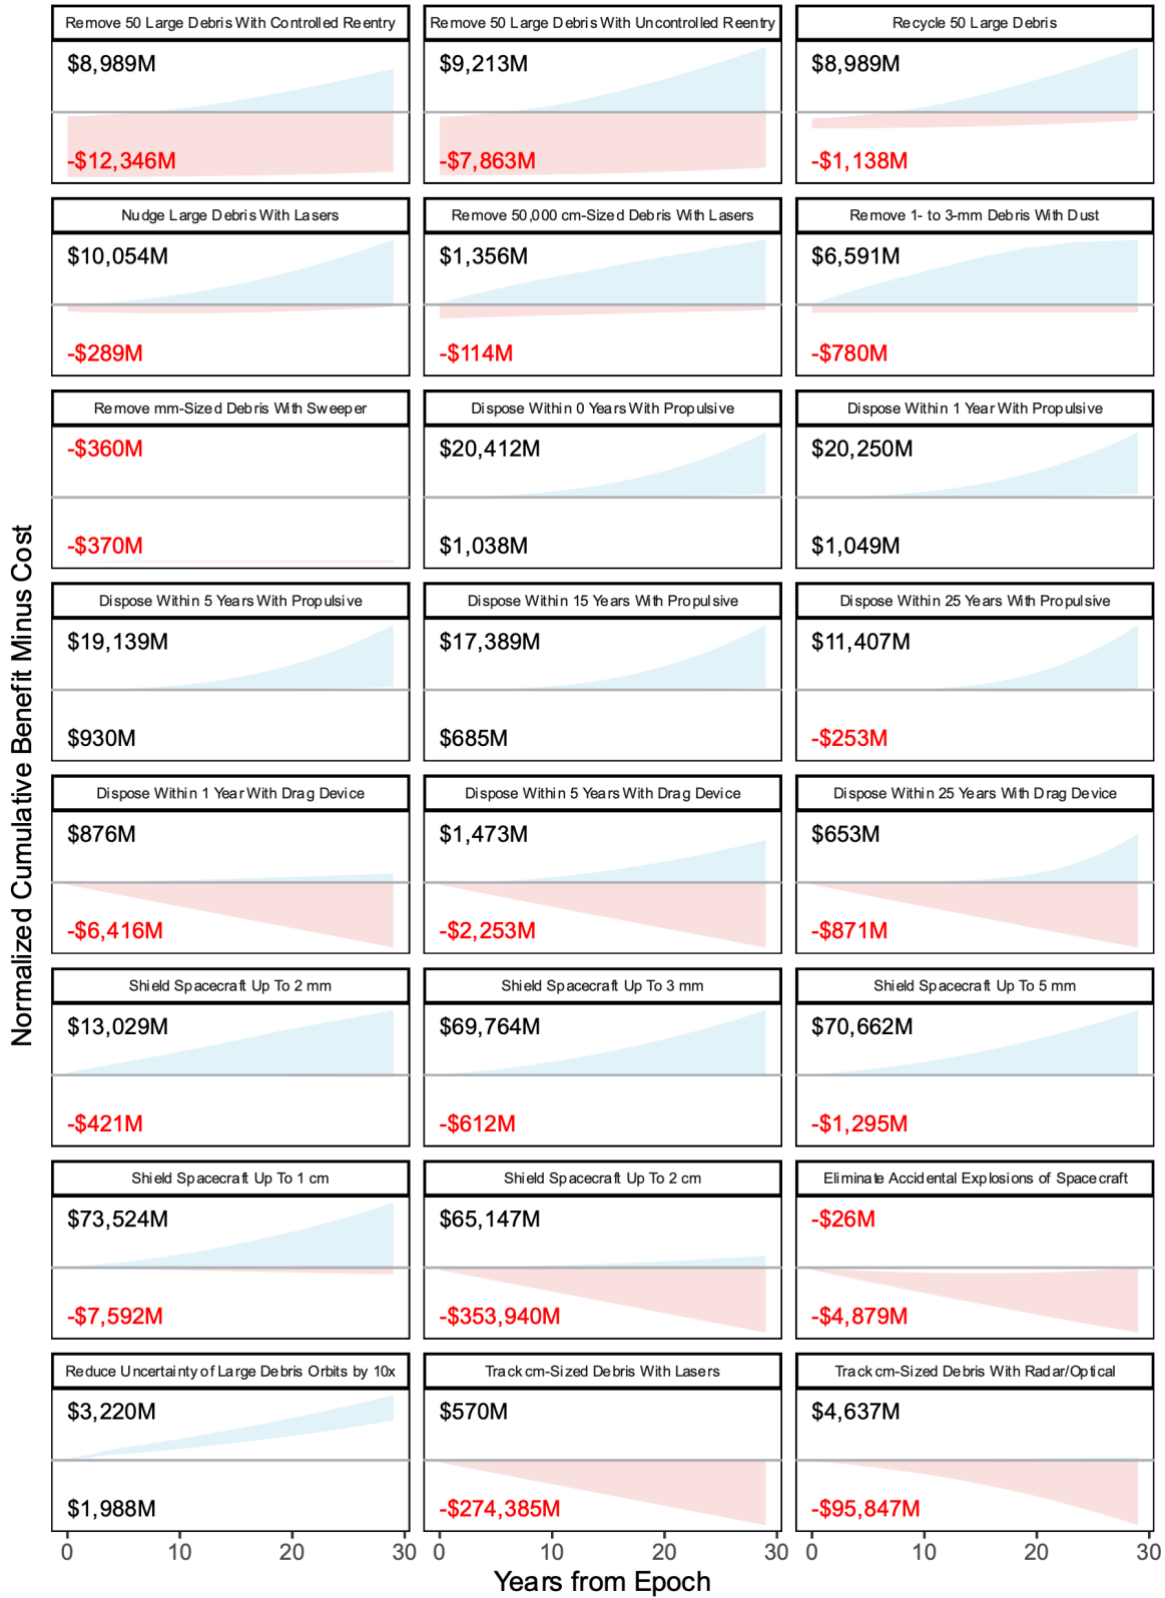 Remove 50 Large Debris With Controlled Reentry
Remove 50 Large Debris With Uncontrolled Reentry
Recycle 50 Large Debris
$8,989M
$9,213M
$8,989M
-$12,346M
-$7,863M
-$1,138M
Nudge Large Debris With Lasers
Remove 50,000 cm-Sized Debris With Lasers
Remove 1- to 3-mm Debris With Dust
$10,054M
$1,356M
$6,591M
-$289M
-$114M
-$780M
Remove mm-Sized Debris With Sweeper
Dispose Within 0 Years With Propulsive
Dispose Within 1 Year With Propulsive
-$360M
$20,412M
$20,250M
-$370M
$1,038M
$1,049M
Dispose Within 5 Years With Propulsive
Dispose Within 15 Years With Propulsive
Dispose Within 25 Years With Propulsive
$19,139M
$17,389M
$11,407M
$930M
$685M
-$253M
Dispose Within 1 Year With Drag Device
Dispose Within 5 Years With Drag Device
Dispose Within 25 Years With Drag Device
$876M
$1,473M
$653M
-$6,416M
-$2,253M
-$871M
Shield Spacecraft Up To 2 mm
Shield Spacecraft Up To 3 mm
Shield Spacecraft Up To 5 mm
$13,029M
$69,764M
$70,662M
-$421M
-$612M
-$1,295M
Shield Spacecraft Up To 1 cm
Shield Spacecraft Up To 2 cm
Eliminate Accidental Explosions of Spacecraft
$73,524M
$65,147M
-$26M
-$7,592M
-$353,940M
-$4,879M
Reduce Uncertainty of Large Debris Orbits by 10x
Track cm-Sized Debris With Lasers
Track cm-Sized Debris With Radar/Optical
$3,220M
$570M
$4,637M
$1,988M
-$274,385M
-$95,847M
0 10 20 30
0 10 20 30
0 10 20 30
Years from Epoch
Normalized Cumulative Benefit Minus Cost